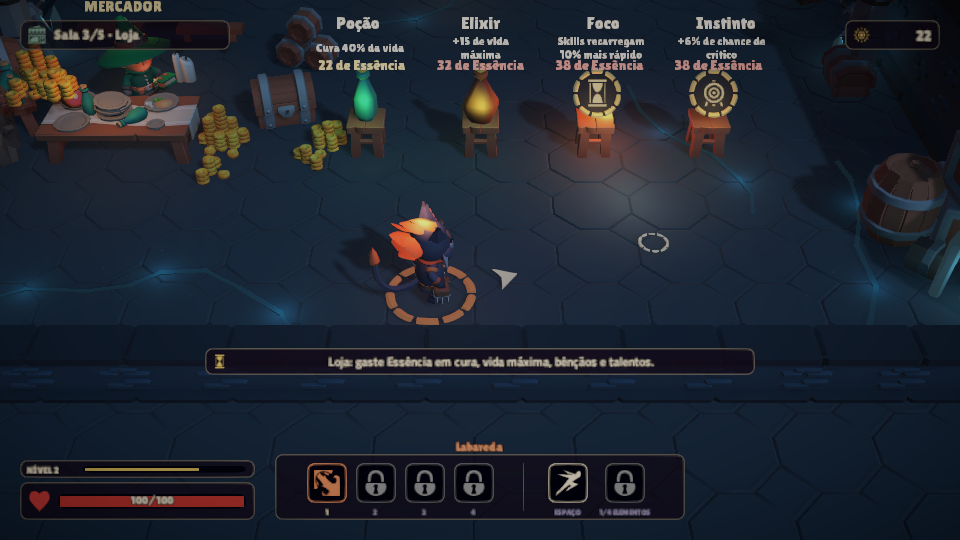 MERCADOR
Sala 3/5 · Loja
22
Poção
Cura 40% da vida
22 de Essência
Elixir
+15 de vida
máxima
32 de Essência
Foco
Skills recarregam
10% mais rápido
38 de Essência
Instinto
+6% de chance de
crítico
38 de Essência
Loja: gaste Essência em cura, vida máxima, bênçãos e talentos.
Labareda
NÍVEL 2
100/100
1
2
3
4
ESPAÇO
1/4 ELEMENTOS